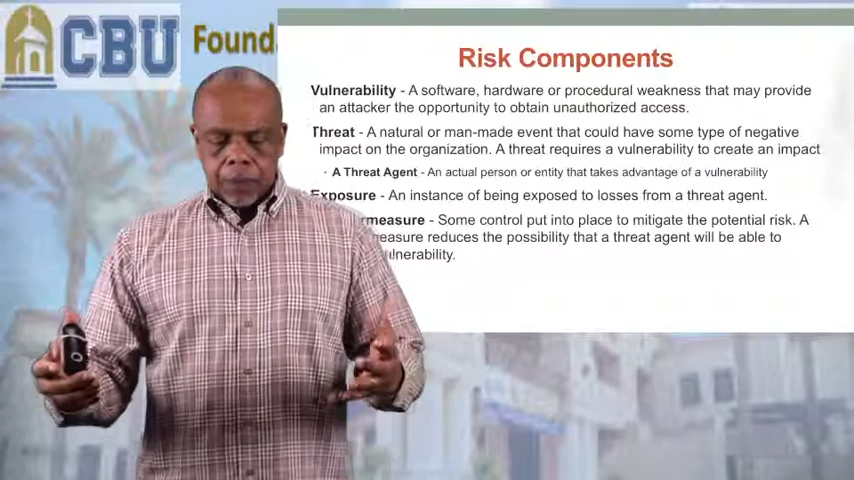 CBU
Risk Components
Vulnerability - A software, hardware or procedural weakness that may provide
an attacker the opportunity to obtain unauthorized access.
Threat - A natural or man-made event that could have some type of negative
impact on the organization. A threat requires a vulnerability to create an impact
· A Threat Agent - An actual person or entity that takes advantage of a vulnerability
Exposure - An instance of being exposed to losses from a threat agent.
- Some control put into place to mitigate the potential risk. A
reduces the possibility that a threat agent will be able to